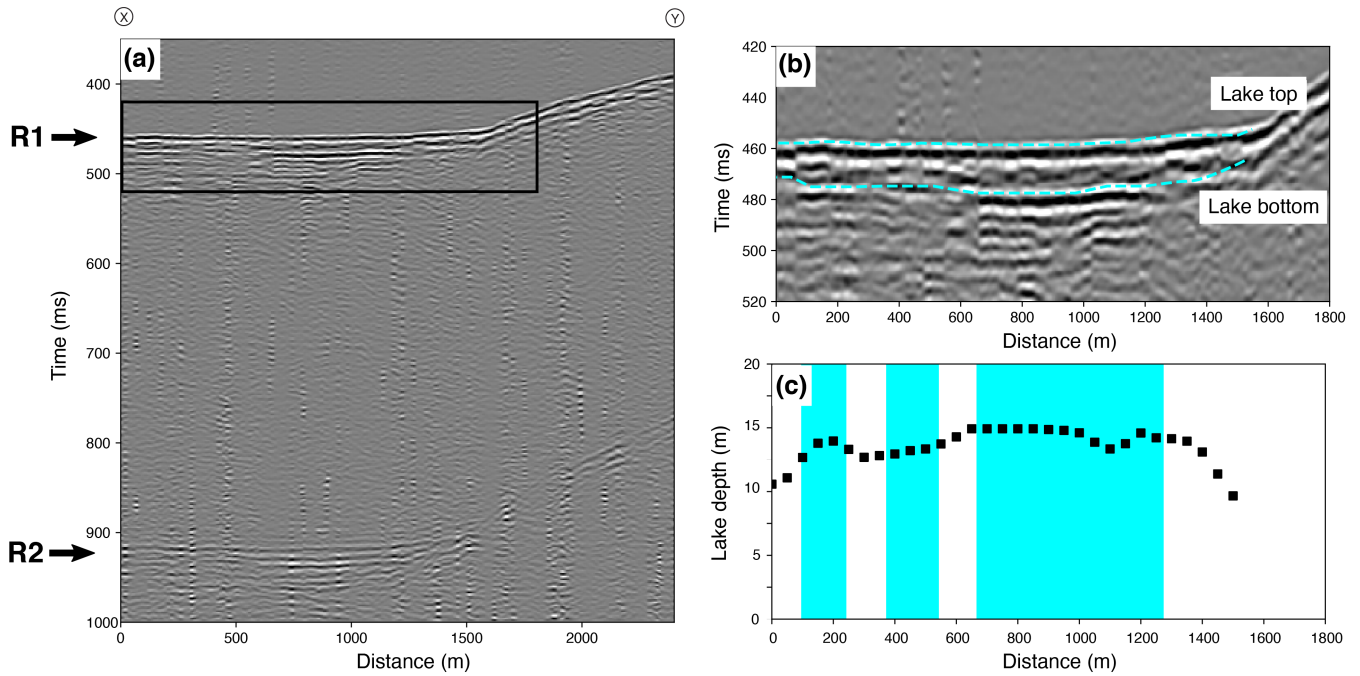 X
Y
(a)
R1
R2
400
500
600
700
800
900
1000
Time (ms)
0
500
1000
1500
2000
Distance (m)
(b)
Lake top
Lake bottom
420
440
460
480
500
520
Time (ms)
0
200
400
600
800
1000
1200
1400
1600
1800
Distance (m)
(c)
20
15
10
5
0
Lake depth (m)
0
200
400
600
800
1000
1200
1400
1600
1800
Distance (m)